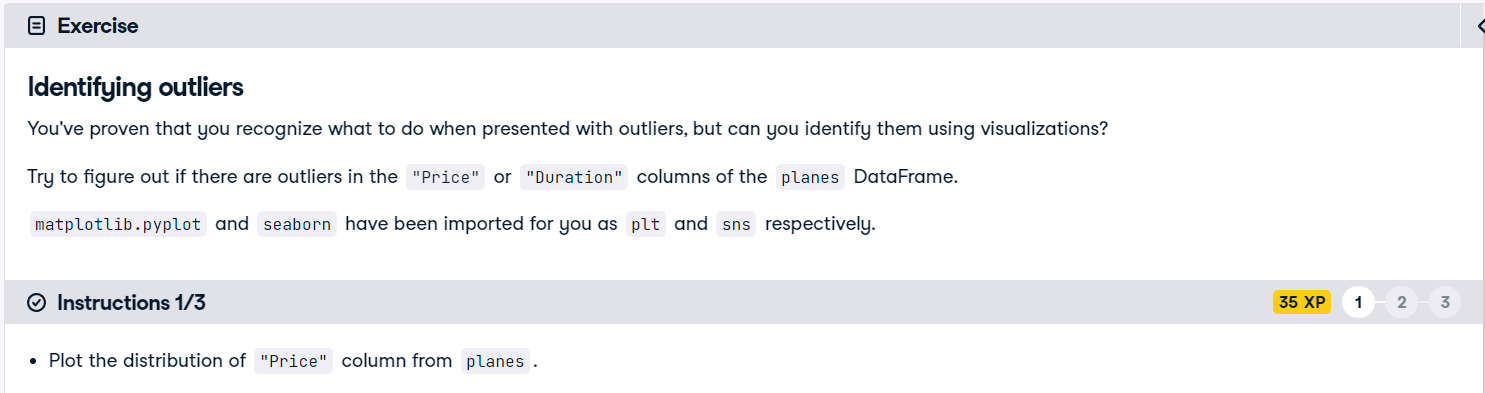 Exercise
Identifying outliers
You've proven that you recognize what to do when presented with outliers, but can you identify them using visualizations?
Try to figure out if there are outliers in the "Price" or "Duration" columns of the planes DataFrame.
matplotlib.pyplot and seaborn have been imported for you as plt and sns respectively.
Instructions 1/3 35 XP 1 2 3
• Plot the distribution of "Price" column from planes.